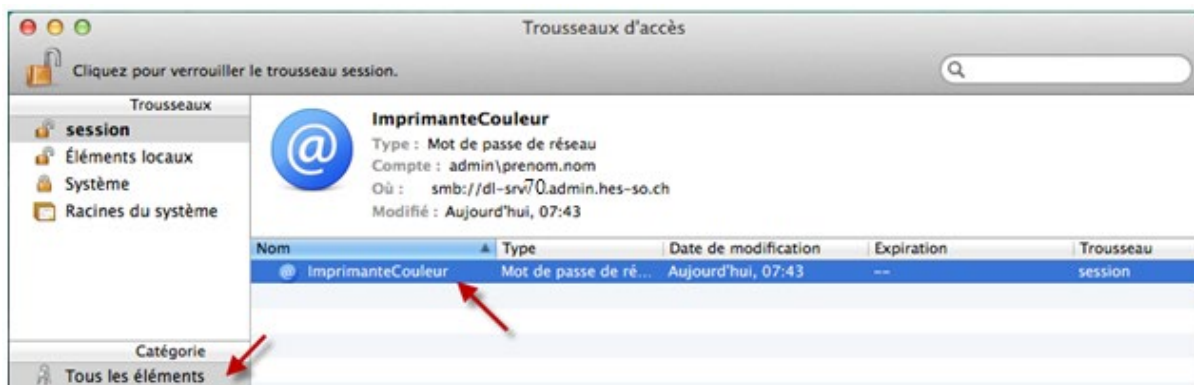 Trousseaux d'accès
Cliquez pour verrouiller le trousseau session.
Trousseaux
session
Éléments locaux
Système
Racines du système
Catégorie
Tous les éléments
ImprimanteCouleur
Type : Mot de passe de réseau
Compte : admin\prenom.nom
Où : smb://dl-srv70.admin.hes-so.ch
Modifié : Aujourd'hui, 07:43
Nom Type Date de modification Expiration Trousseau
ImprimanteCouleur Mot de passe de ré... Aujourd'hui, 07:43 -- session